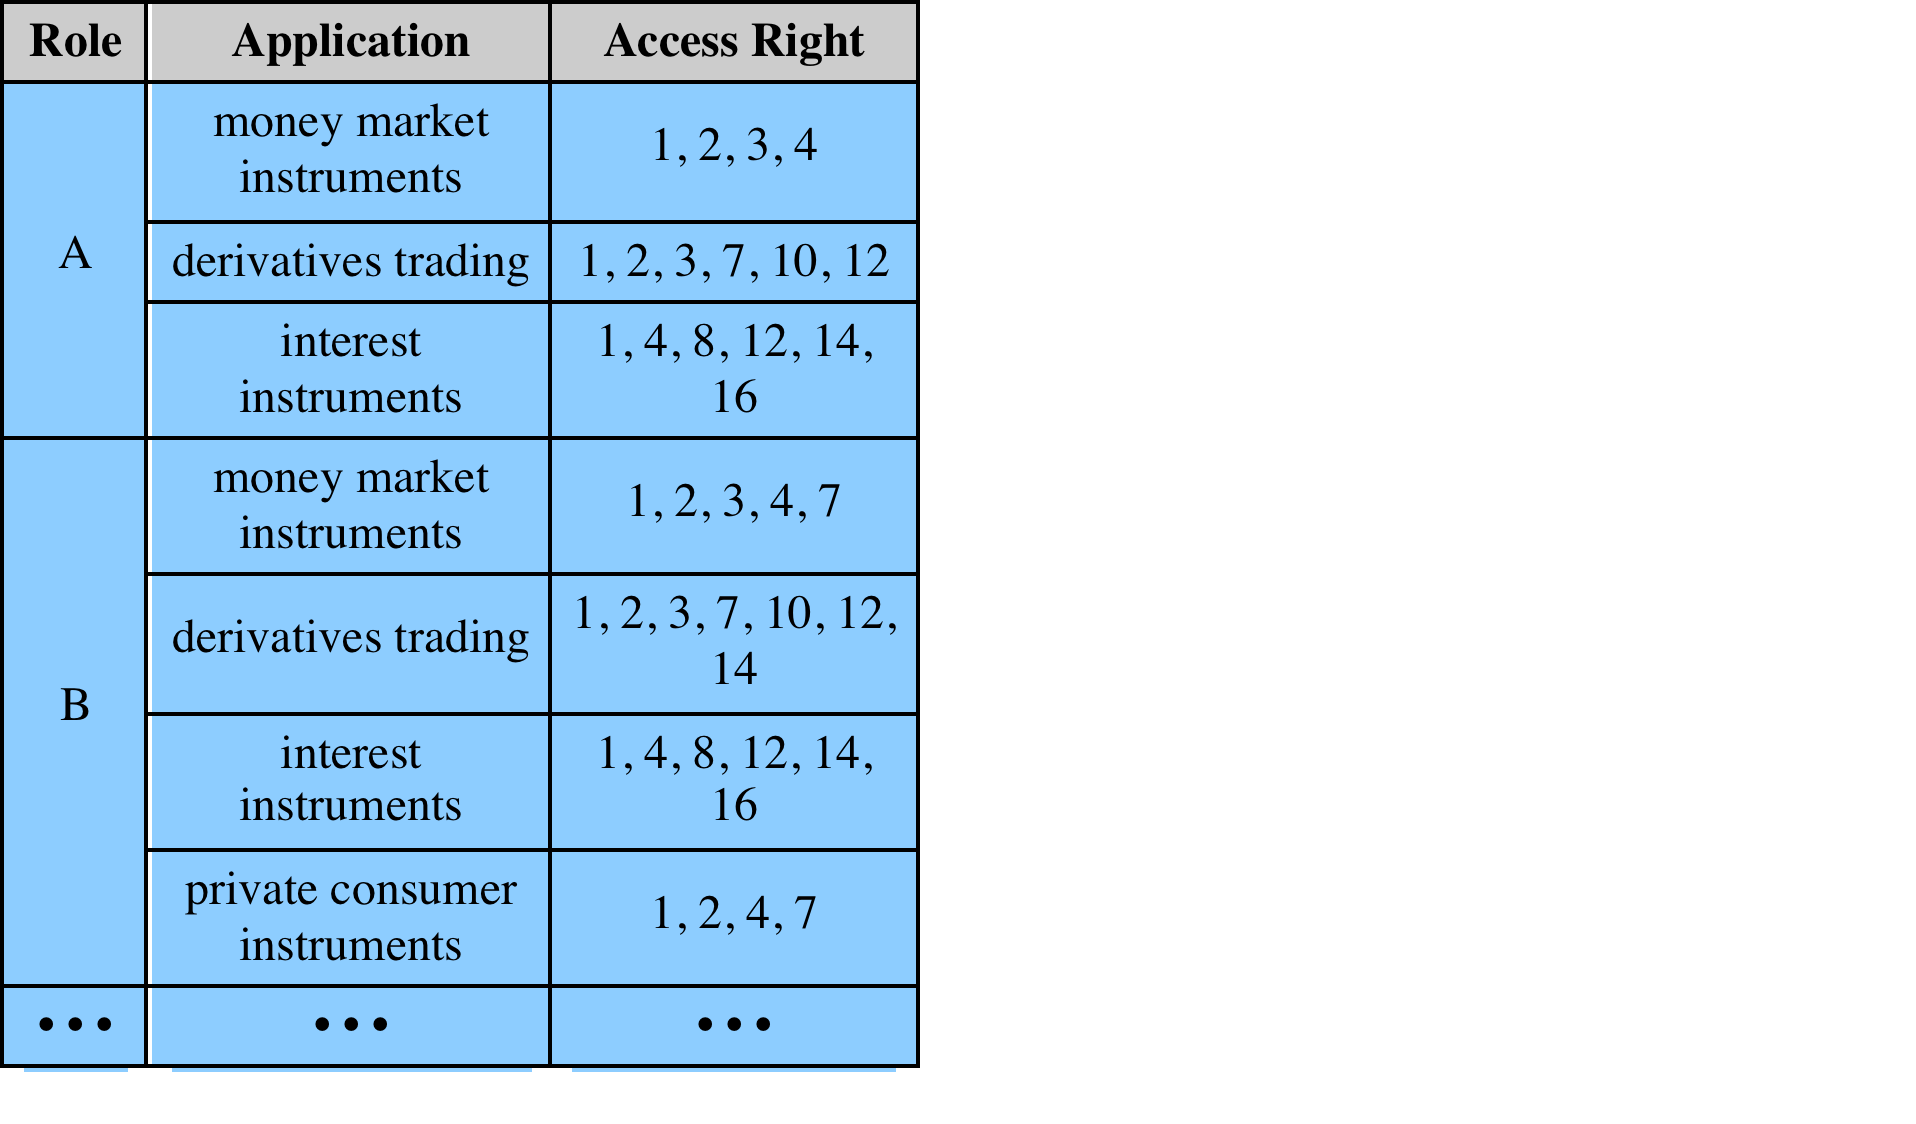 Role Application Access Right
A
money market
instruments
1, 2, 3, 4
derivatives trading
1, 2, 3, 7, 10, 12
interest
instruments
1, 4, 8, 12, 14,
16
B
money market
instruments
1, 2, 3, 4, 7
derivatives trading
1, 2, 3, 7, 10, 12,
14
interest
instruments
1, 4, 8, 12, 14,
16
private consumer
instruments
1, 2, 4, 7
••• ••• •••